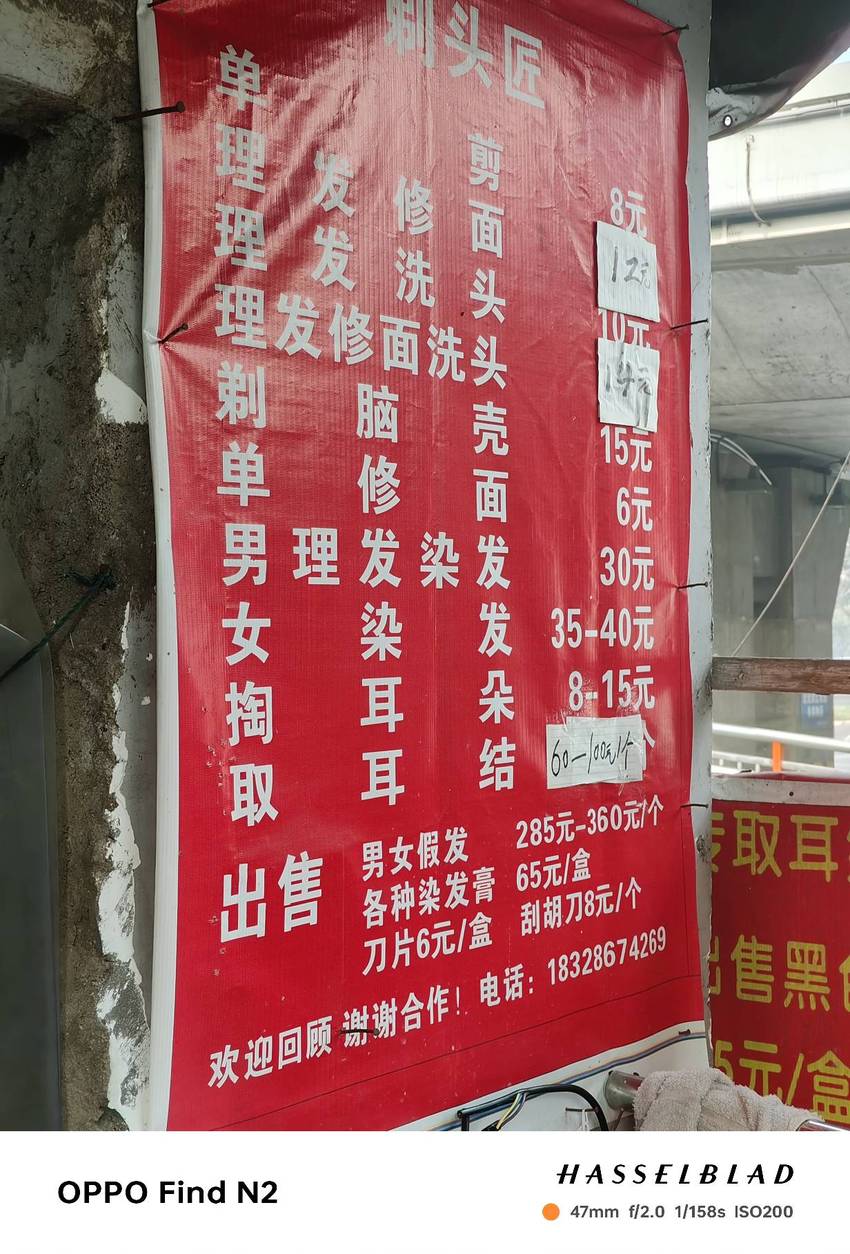 剃头匠
单剪 8元
理发修面 12元
理发洗头 10元
理发修面洗头 14元
剃脑壳 15元
单修面 6元
男理发染发 30元
女染发 35-40元
掏耳朵 8-15元
取耳结 60-100元/个
出售
男女假发 285元-360元/个
各种染发膏 65元/盒
刀片6元/盒 刮胡刀8元/个
欢迎回顾 谢谢合作！ 电话：18328674269
取耳
出售黑
5元/盒
OPPO Find N2
HASSELBLAD
47mm f/2.0 1/158s ISO200